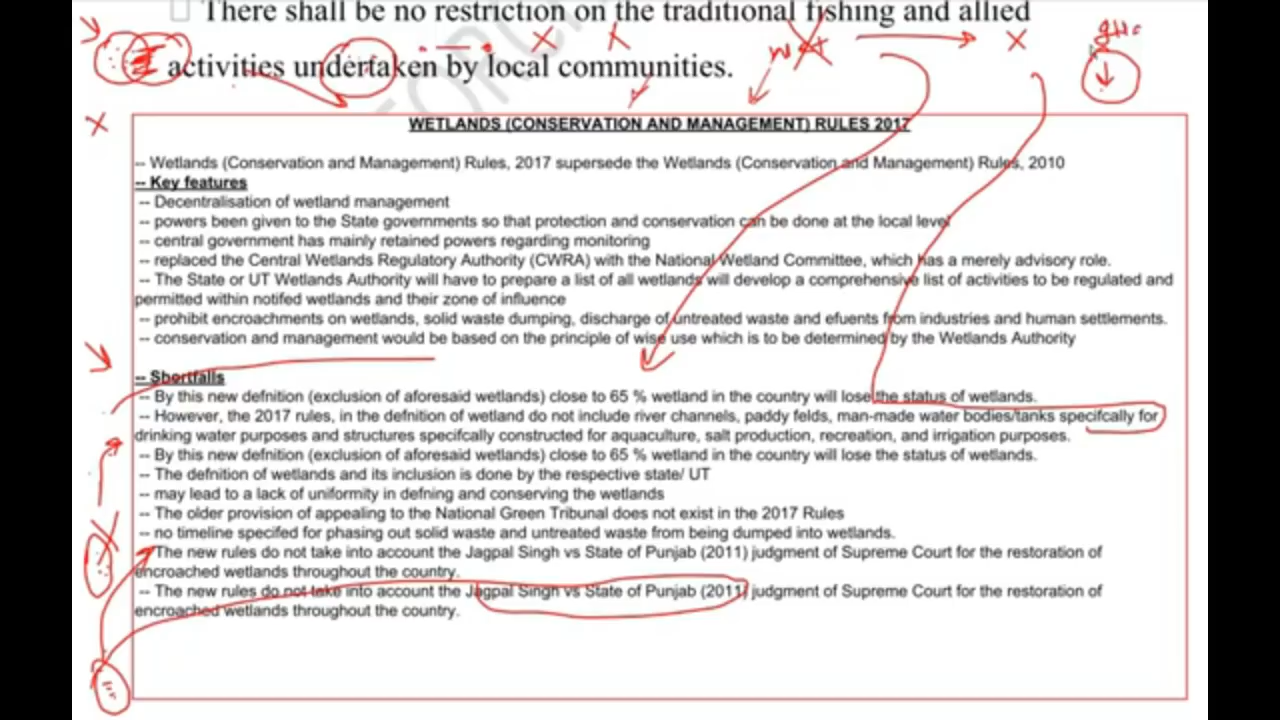 There shall be no restriction on the traditional fishing and allied
activities undertaken by local communities.
wet
WETLANDS (CONSERVATION AND MANAGEMENT) RULES 2017
-- Wetlands (Conservation and Management) Rules, 2017 supersede the Wetlands (Conservation and Management) Rules, 2010
-- Key features
-- Decentralisation of wetland management
-- powers been given to the State governments so that protection and conservation can be done at the local level
-- central government has mainly retained powers regarding monitoring
-- replaced the Central Wetlands Regulatory Authority (CWRA) with the National Wetland Committee, which has a merely advisory role.
-- The State or UT Wetlands Authority will have to prepare a list of all wetlands will develop a comprehensive list of activities to be regulated and
permitted within notifed wetlands and their zone of influence
-- prohibit encroachments on wetlands, solid waste dumping, discharge of untreated waste and efuents from industries and human settlements.
-- conservation and management would be based on the principle of wise use which is to be determined by the Wetlands Authority
-- Shortfalls
-- By this new defnition (exclusion of aforesaid wetlands) close to 65 % wetland in the country will lose the status of wetlands.
-- However, the 2017 rules, in the defnition of wetland do not include river channels, paddy felds, man-made water bodies/tanks specifcally for
drinking water purposes and structures specifcally constructed for aquaculture, salt production, recreation, and irrigation purposes.
-- By this new defnition (exclusion of aforesaid wetlands) close to 65 % wetland in the country will lose the status of wetlands.
-- The defnition of wetlands and its inclusion is done by the respective state/ UT
-- may lead to a lack of uniformity in defning and conserving the wetlands
-- The older provision of appealing to the National Green Tribunal does not exist in the 2017 Rules
-- no timeline specifed for phasing out solid waste and untreated waste from being dumped into wetlands.
The new rules do not take into account the Jagpal Singh vs State of Punjab (2011) judgment of Supreme Court for the restoration of
encroached wetlands throughout the country.
-- The new rules do not take into account the Jagpal Singh vs State of Punjab (2011) judgment of Supreme Court for the restoration of
encroached wetlands throughout the country.